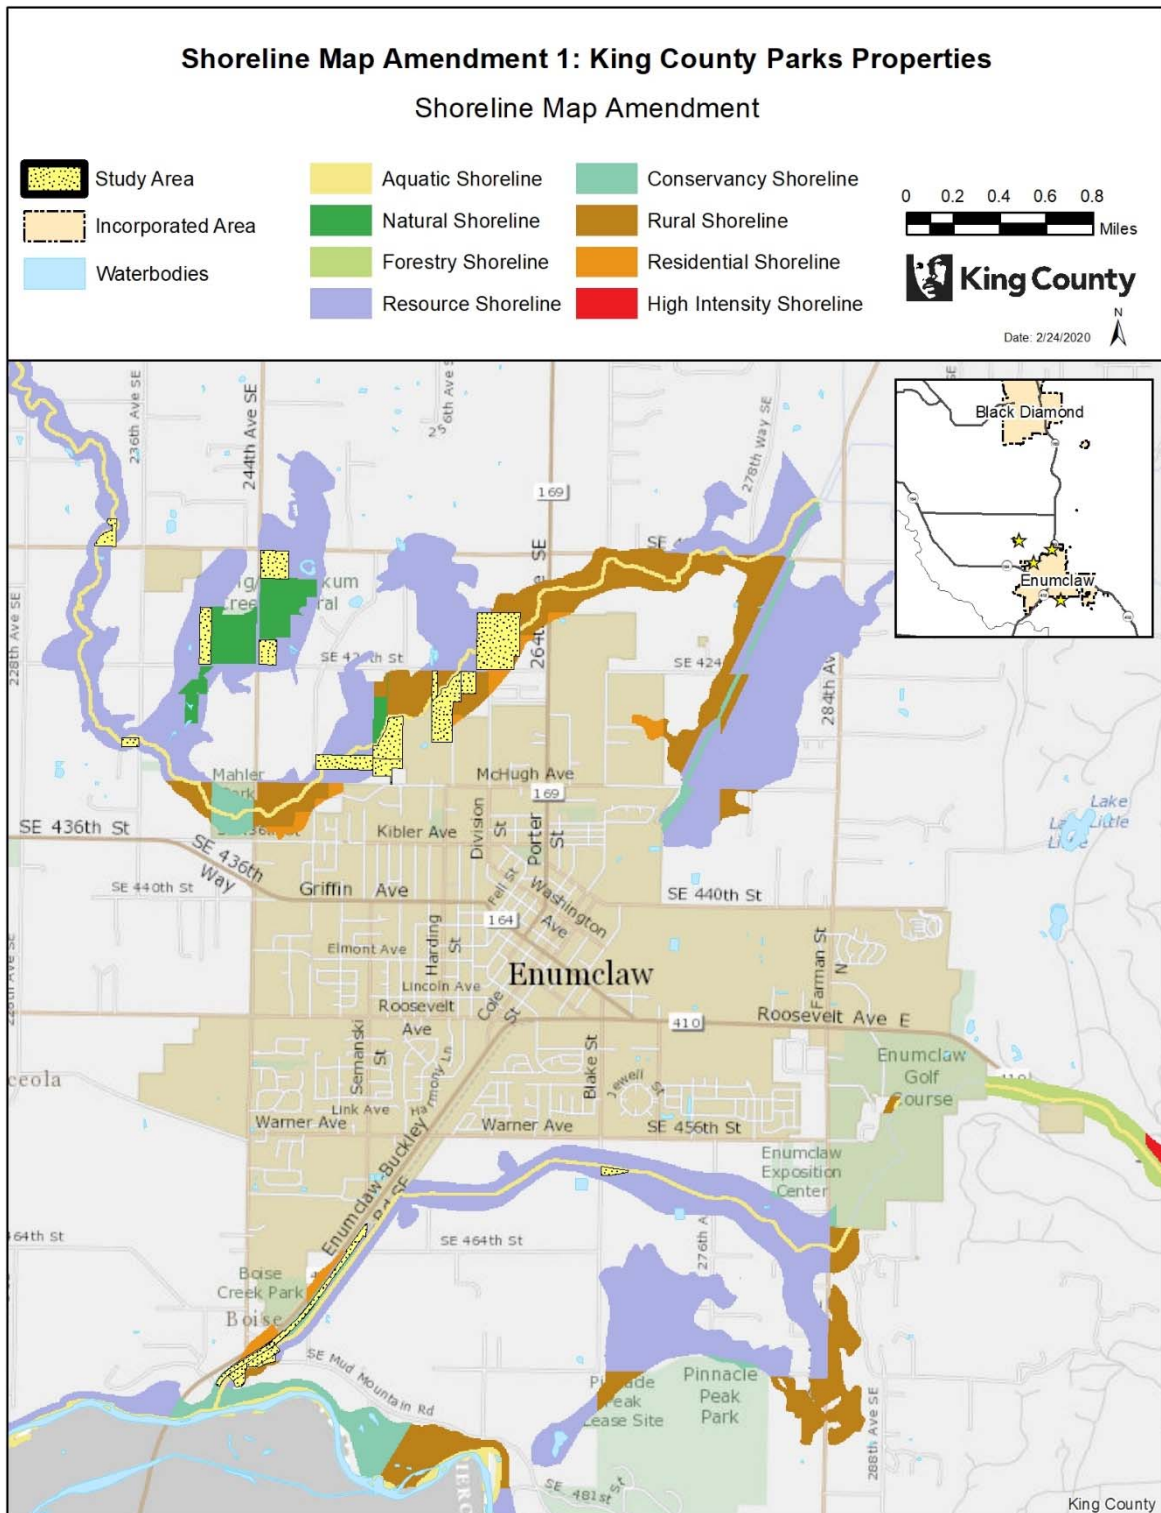 Shoreline Map Amendment 1: King County Parks Properties
Shoreline Map Amendment
Study Area
Incorporated Area
Waterbodies
Aquatic Shoreline
Natural Shoreline
Forestry Shoreline
Resource Shoreline
Conservancy Shoreline
Rural Shoreline
Residential Shoreline
High Intensity Shoreline
0 0.2 0.4 0.6 0.8
Miles
King County
N
Date: 2/24/2020
Black Diamond
Enumclaw
236th Ave SE
244th Ave SE
256th Ave S
278th Way SE
169
228th Ave SE
SE 424
284th Av
Mahler
McHugh Ave
169
SE 436th St
Kibler Ave
Division St
Porter St
SE 436th Way
SE 440th St
Griffin Ave
Fell St
Washington Ave
SE 440th St
164
Elmont Ave
Harding St
Lincoln Ave
Roosevelt Ave
Cole St
Enumclaw
Farman St N
410
Roosevelt Ave E
Semanski St
Harmony Ln
Blake St
Jewell St
Enumclaw Golf Course
ceola
Link Ave
Warner Ave
Warner Ave
SE 456th St
Enumclaw Exposition Center
Enumclaw-Buckley Rd SE
464th St
SE 464th St
276th A
Boise Creek Park
Boise
SE Mud Mountain Rd
Pinnacle Peak Park
288th Ave SE
SE 481st St
King County